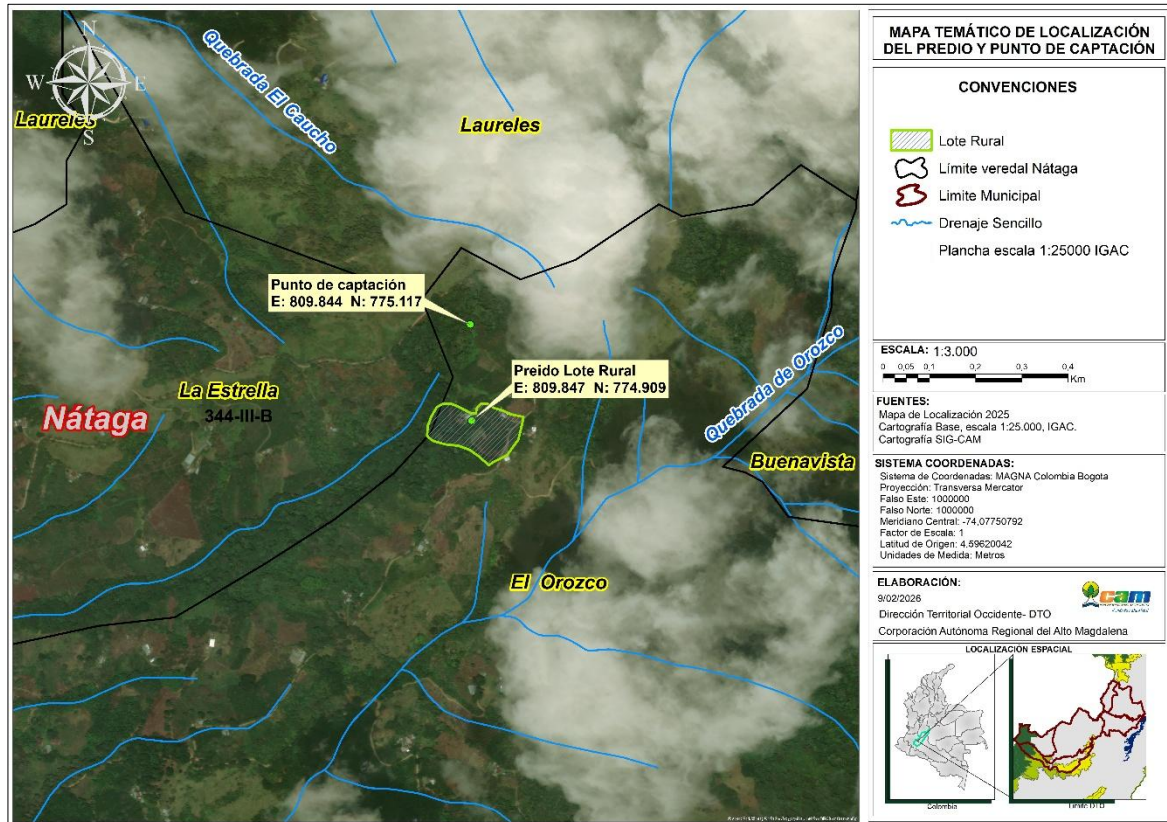 N
W
E
S
Laureles
Quebrada El Caucho
Laureles
Punto de captación
E: 809.844 N: 775.117
Preido Lote Rural
E: 809.847 N: 774.909
La Estrella
344-III-B
Nátaga
Quebrada de Orozco
Buenavista
El Orozco
MAPA TEMÁTICO DE LOCALIZACIÓN
DEL PREDIO Y PUNTO DE CAPTACIÓN
CONVENCIONES
Lote Rural
Límite veredal Nátaga
Limite Municipal
Drenaje Sencillo
Plancha escala 1:25000 IGAC
ESCALA: 1:3.000
0 0,05 0,1 0,2 0,3 0,4
Km
FUENTES:
Mapa de Localización 2025
Cartografía Base, escala 1:25.000, IGAC.
Cartografía SIG-CAM
SISTEMA COORDENADAS:
Sistema de Coordenadas: MAGNA Colombia Bogota
Proyección: Transversa Mercator
Falso Este: 1000000
Falso Norte: 1000000
Meridiano Central: -74,07750792
Factor de Escala: 1
Latitud de Origen: 4,59620042
Unidades de Medida: Metros
ELABORACIÓN:
9/02/2026
Dirección Territorial Occidente- DTO
Corporación Autónoma Regional del Alto Magdalena
cam
LOCALIZACIÓN ESPACIAL
Colombia
Limite DTO